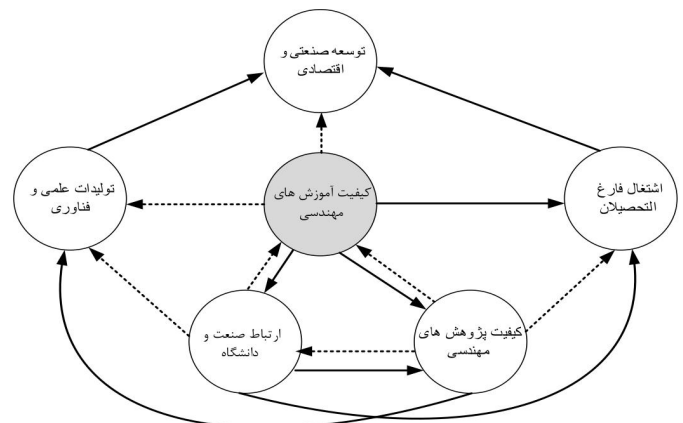 توسعه صنعتی و
اقتصادی
کیفیت آموزش های
مهندسی
اشتغال فارغ
التحصیلان
تولیدات علمی و
فناوری
کیفیت پژوهش های
مهندسی
ارتباط صنعت و
دانشگاه